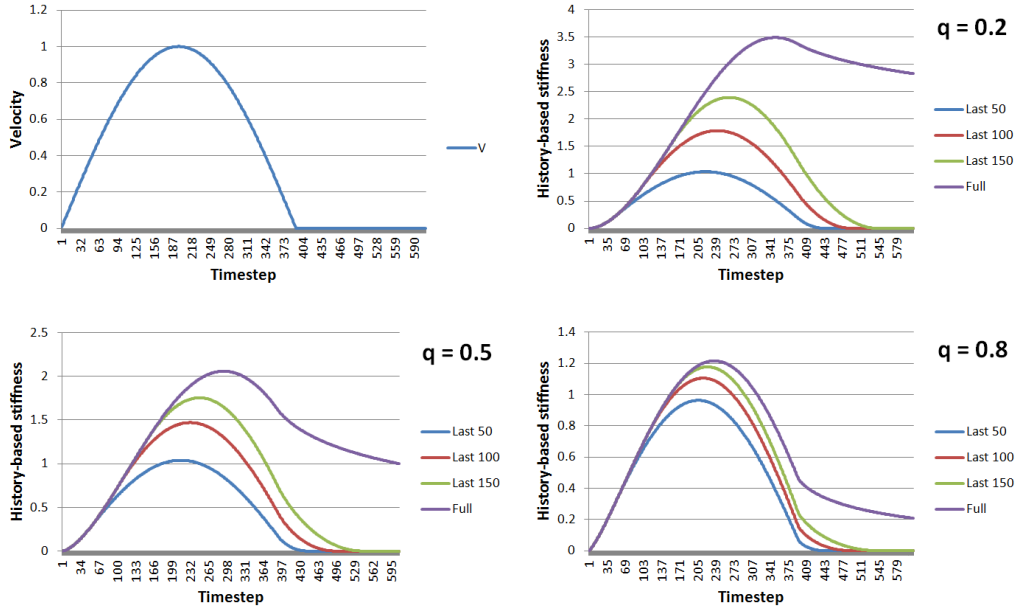 1.2
1
0.8
0.6
0.4
0.2
0
Velocity
1 32 63 94 125 156 187 218 249 280 311 342 373 404 435 466 497 528 559 590
Timestep
V
q = 0.2
4
3.5
3
2.5
2
1.5
1
0.5
0
History-based stiffness
1 35 69 103 137 171 205 239 273 307 341 375 409 443 477 511 545 579
Timestep
Last 50
Last 100
Last 150
Full
q = 0.5
2.5
2
1.5
1
0.5
0
History-based stiffness
1 34 67 100 133 166 199 232 265 298 331 364 397 430 463 496 529 562 595
Timestep
Last 50
Last 100
Last 150
Full
q = 0.8
1.4
1.2
1
0.8
0.6
0.4
0.2
0
History-based stiffness
1 35 69 103 137 171 205 239 273 307 341 375 409 443 477 511 545 579
Timestep
Last 50
Last 100
Last 150
Full